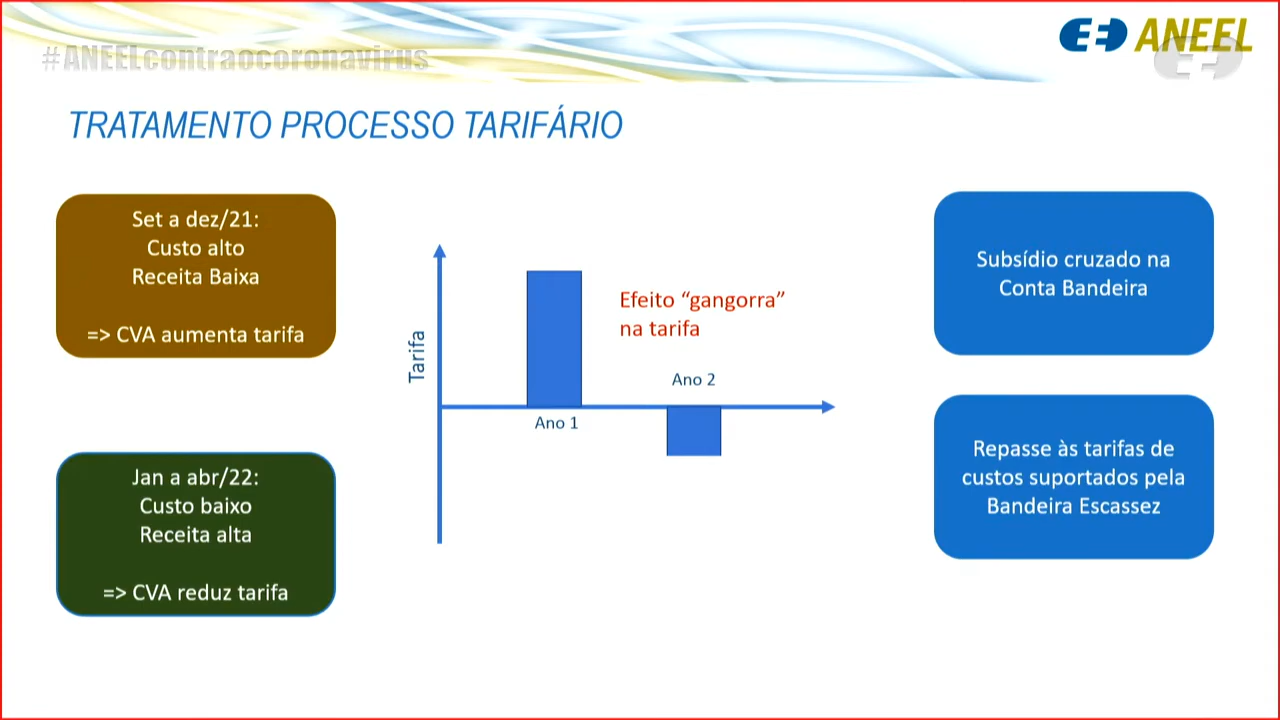 #ANEELcontraocoronavirus
ANEEL
TRATAMENTO PROCESSO TARIFÁRIO
Set a dez/21:
Custo alto
Receita Baixa
=> CVA aumenta tarifa
Jan a abr/22:
Custo baixo
Receita alta
=> CVA reduz tarifa
Tarifa
Efeito “gangorra”
na tarifa
Ano 2
Ano 1
Subsídio cruzado na
Conta Bandeira
Repasse às tarifas de
custos suportados pela
Bandeira Escassez